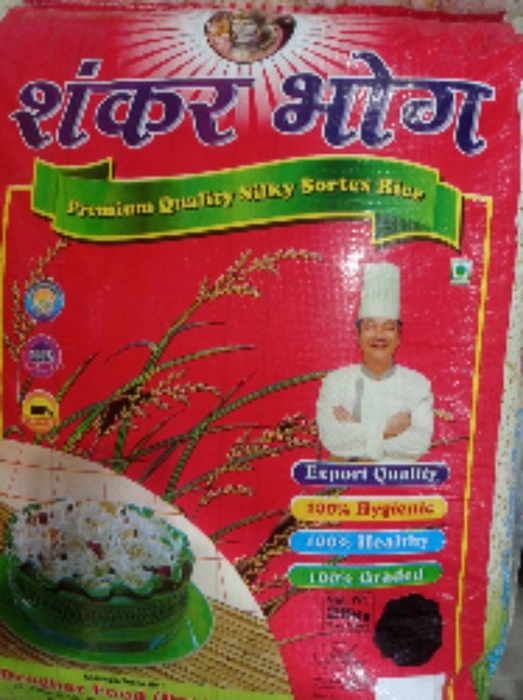 शंकर भोग
Premium Quality Silky Sortex Rice
Export Quality
100% Hygienic
100% Healthy
100% Graded